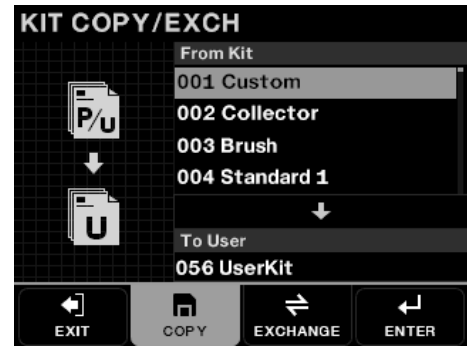 KIT COPY/EXCH
From Kit
001 Custom
002 Collector
003 Brush
004 Standard 1
P/U
U
To User
056 UserKit
EXIT
COPY
EXCHANGE
ENTER